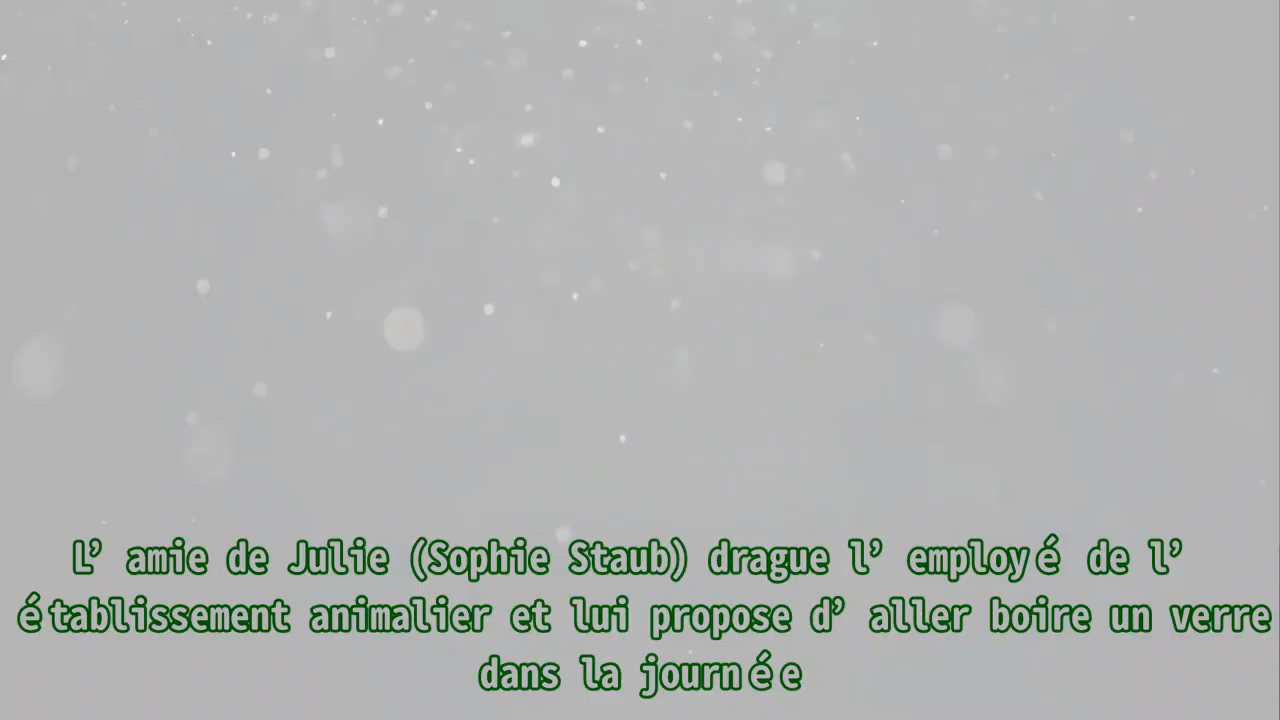 L’ amie de Julie (Sophie Staub) drague l’ employé de l’
établissement animalier et lui propose d’ aller boire un verre
dans la journée